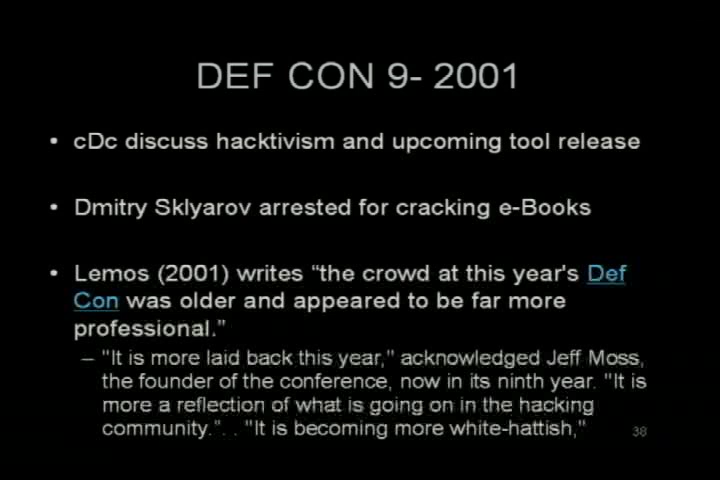 DEF CON 9- 2001
• cDc discuss hacktivism and upcoming tool release
• Dmitry Sklyarov arrested for cracking e-Books
• Lemos (2001) writes “the crowd at this year's Def
Con was older and appeared to be far more
professional.”
– "It is more laid back this year," acknowledged Jeff Moss,
the founder of the conference, now in its ninth year. "It is
more a reflection of what is going on in the hacking
community.". . "It is becoming more white-hattish,"
38